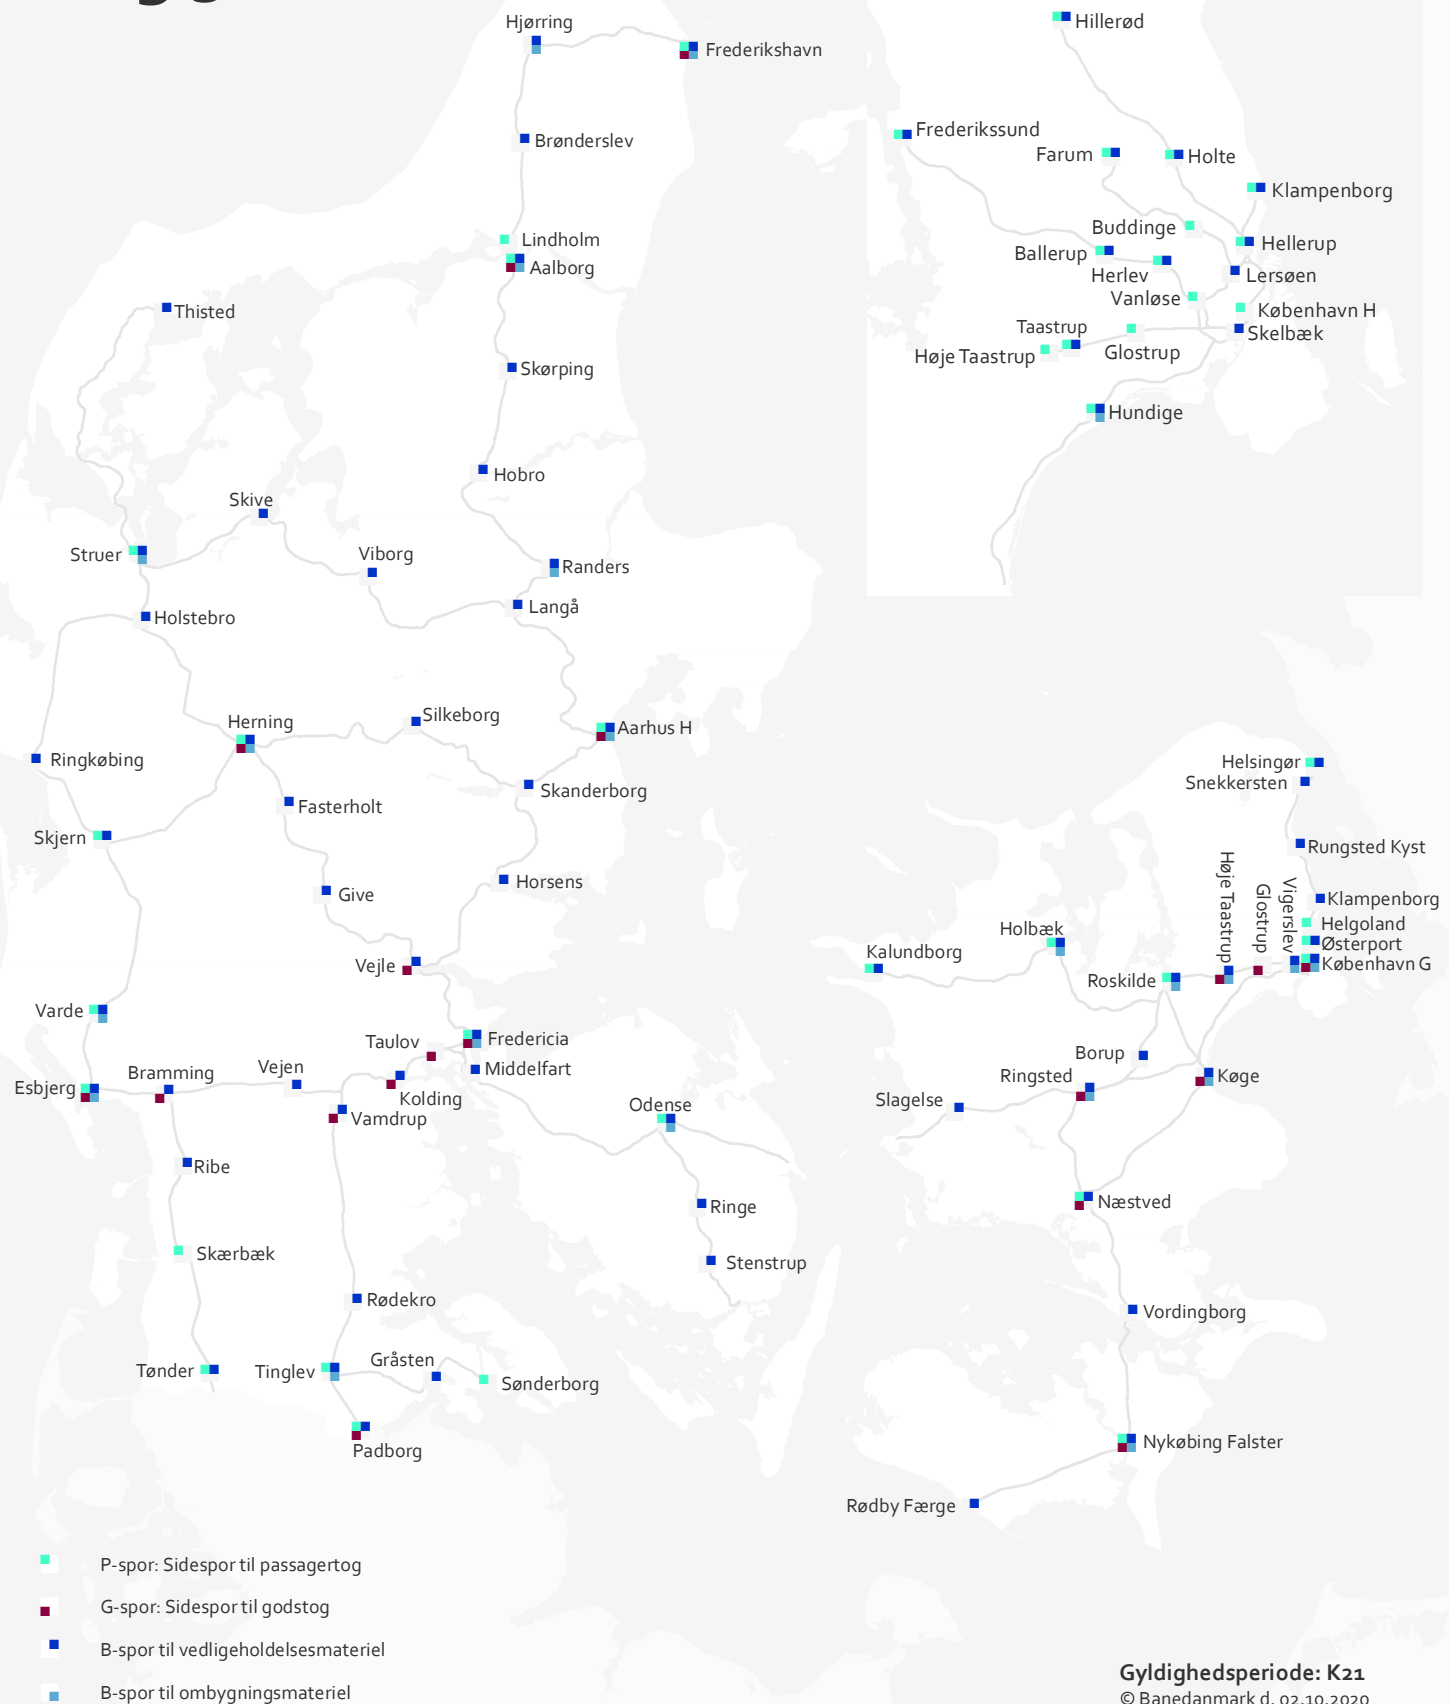 Hjørring
Frederikshavn
Brønderslev
Lindholm
Aalborg
Thisted
Skørping
Hobro
Skive
Struer
Viborg
Randers
Langå
Holstebro
Herning
Silkeborg
Aarhus H
Ringkøbing
Skanderborg
Fasterholt
Skjern
Give
Horsens
Vejle
Varde
Taulov
Fredericia
Middelfart
Esbjerg
Bramming
Vejen
Kolding
Vamdrup
Odense
Ribe
Ringe
Skærbæk
Stenstrup
Rødekro
Tønder
Tinglev
Gråsten
Sønderborg
Padborg
Hillerød
Frederikssund
Farum
Holte
Klampenborg
Buddinge
Hellerup
Ballerup
Herlev
Lersøen
Vanløse
København H
Taastrup
Skelbæk
Høje Taastrup
Glostrup
Hundige
Helsingør
Snekkersten
Rungsted Kyst
Høje Taastrup
Glostrup
Vigerslev
Klampenborg
Helgoland
Østerport
København G
Holbæk
Kalundborg
Roskilde
Borup
Ringsted
Køge
Slagelse
Næstved
Vordingborg
Nykøbing Falster
Rødby Færge
P-spor: Sidespor til passagertog
G-spor: Sidespor til godstog
B-spor til vedligeholdelsesmateriel
B-spor til ombygningsmateriel
Gyldighedsperiode: K21
© Banedanmark d. 02.10.2020